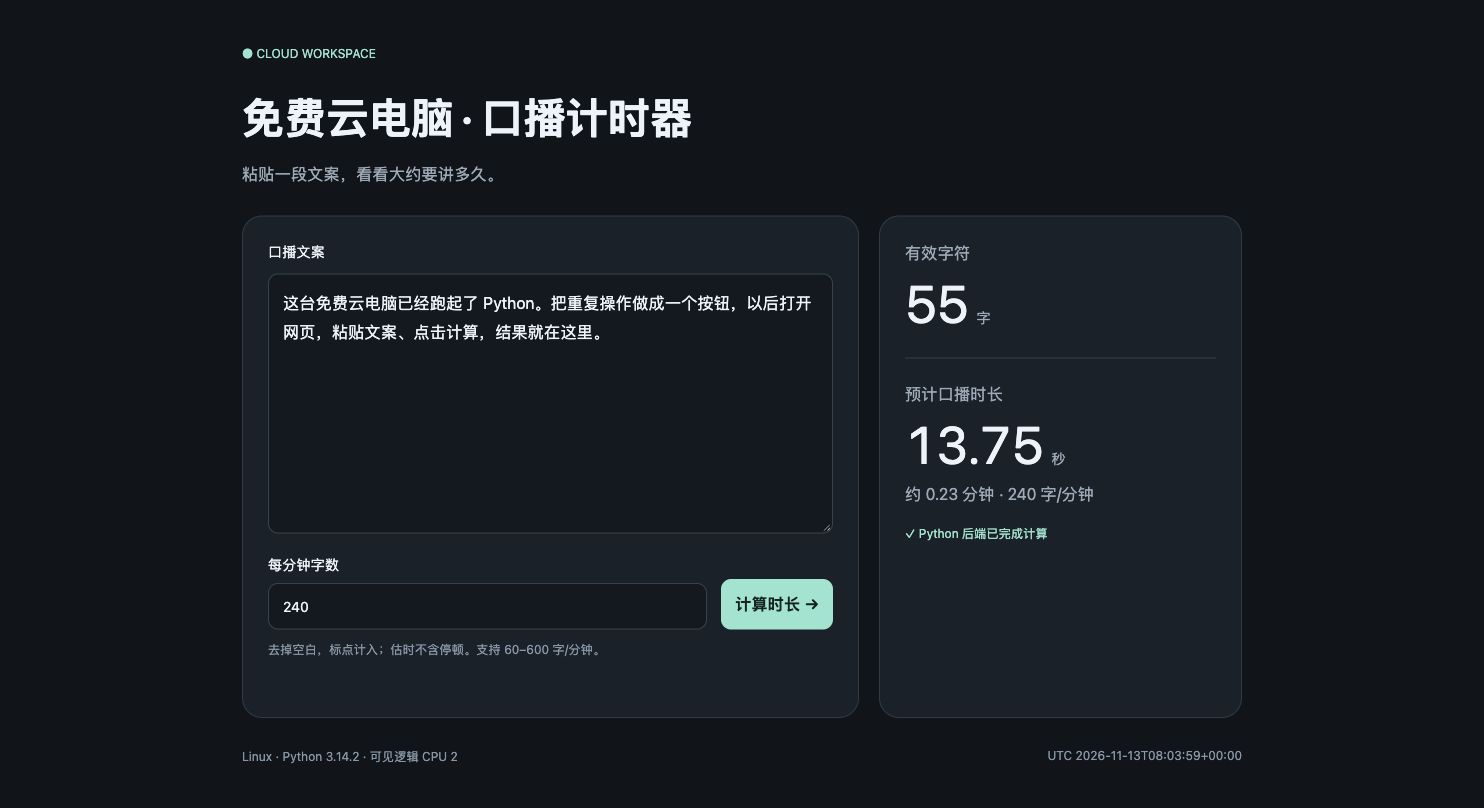 CLOUD WORKSPACE
免费云电脑 · 口播计时器
粘贴一段文案，看看大约要讲多久。
口播文案
这台免费云电脑已经跑起了 Python。把重复操作做成一个按钮，以后打开
网页，粘贴文案、点击计算，结果就在这里。
每分钟字数
240
计算时长 →
去掉空白，标点计入；估时不含停顿。支持 60–600 字/分钟。
有效字符
55 字
预计口播时长
13.75 秒
约 0.23 分钟 · 240 字/分钟
✓ Python 后端已完成计算
Linux · Python 3.14.2 · 可见逻辑 CPU 2
UTC 2026-11-13T08:03:59+00:00